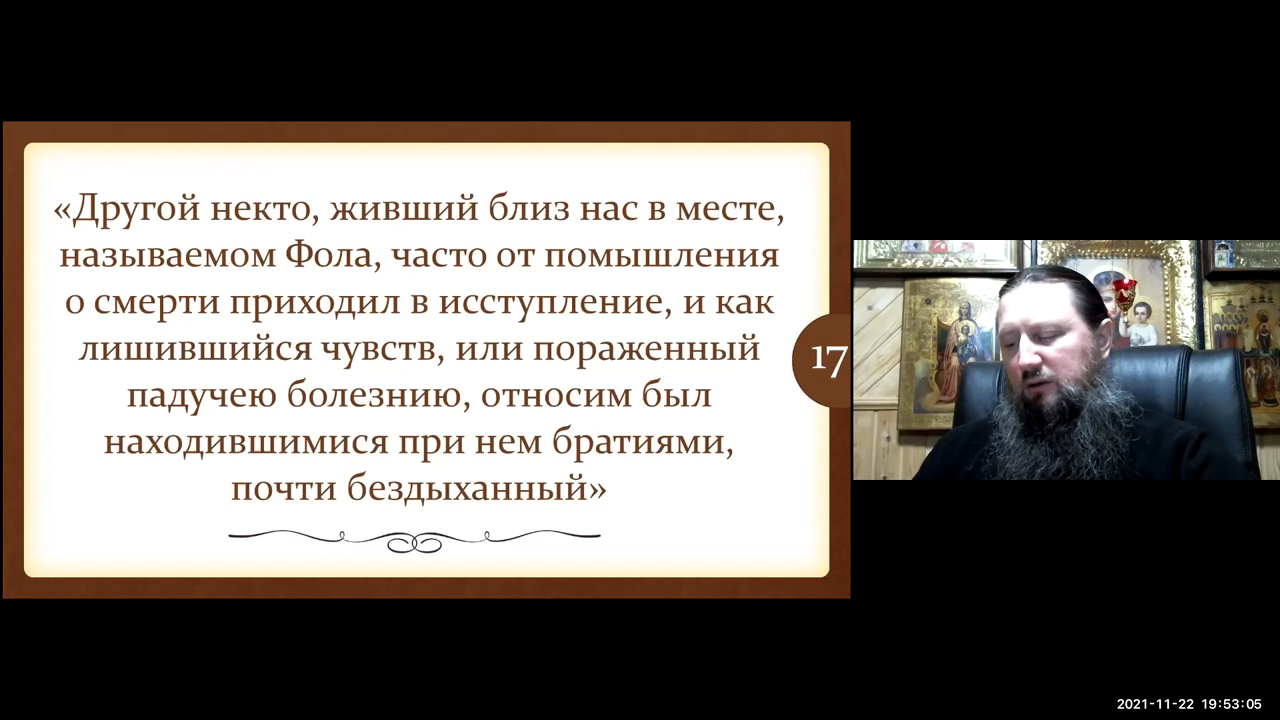 «Другой некто, живший близ нас в месте,
называемом Фола, часто от помышления
о смерти приходил в исступление, и как
лишившийся чувств, или пораженный
падучею болезнию, относим был
находившимися при нем братиями,
почти бездыханный»
17
2021-11-22 19:53:05